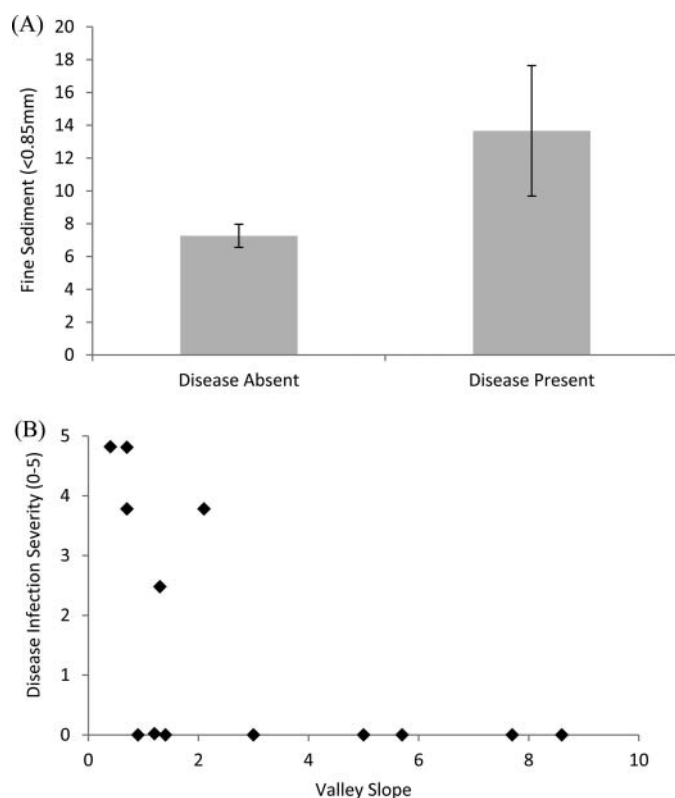 (A)
Fine Sediment (<0.85mm)
20
18
16
14
12
10
8
6
4
2
0
Disease Absent
Disease Present
(B)
Disease Infection Severity (0-5)
5
4
3
2
1
0
0 2 4 6 8 10
Valley Slope